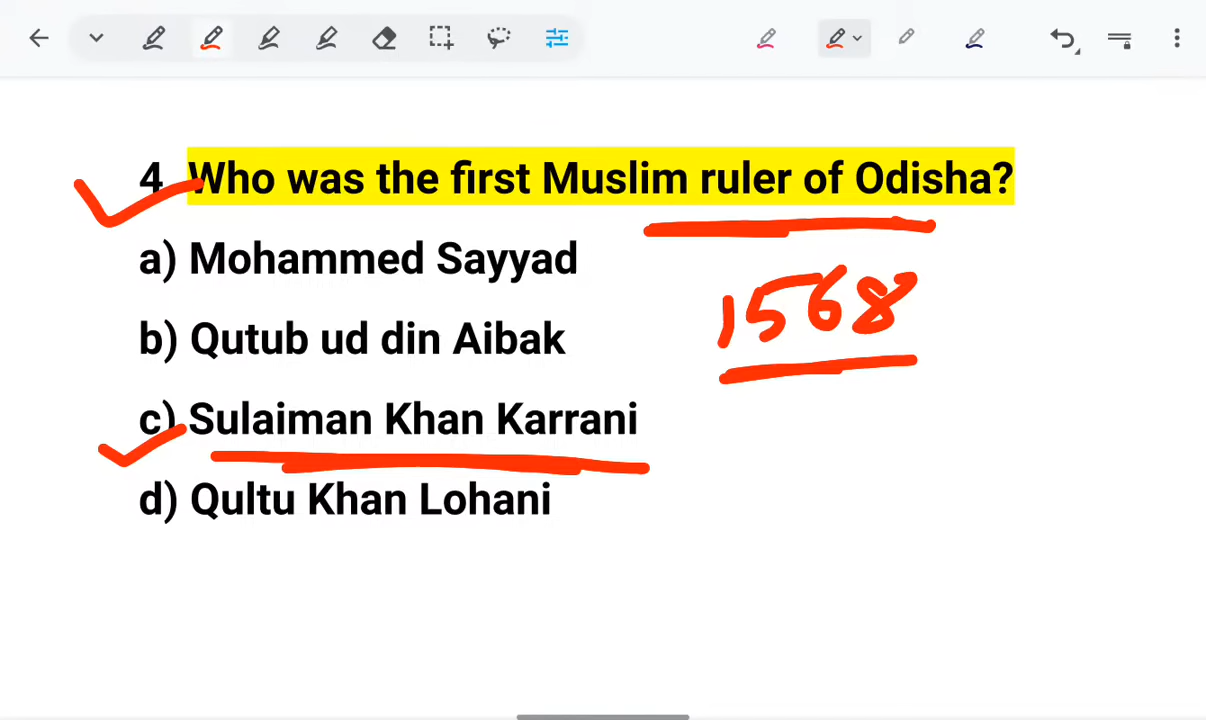 4 Who was the first Muslim ruler of Odisha?
a) Mohammed Sayyad
1568
b) Qutub ud din Aibak
c) Sulaiman Khan Karrani
d) Qultu Khan Lohani